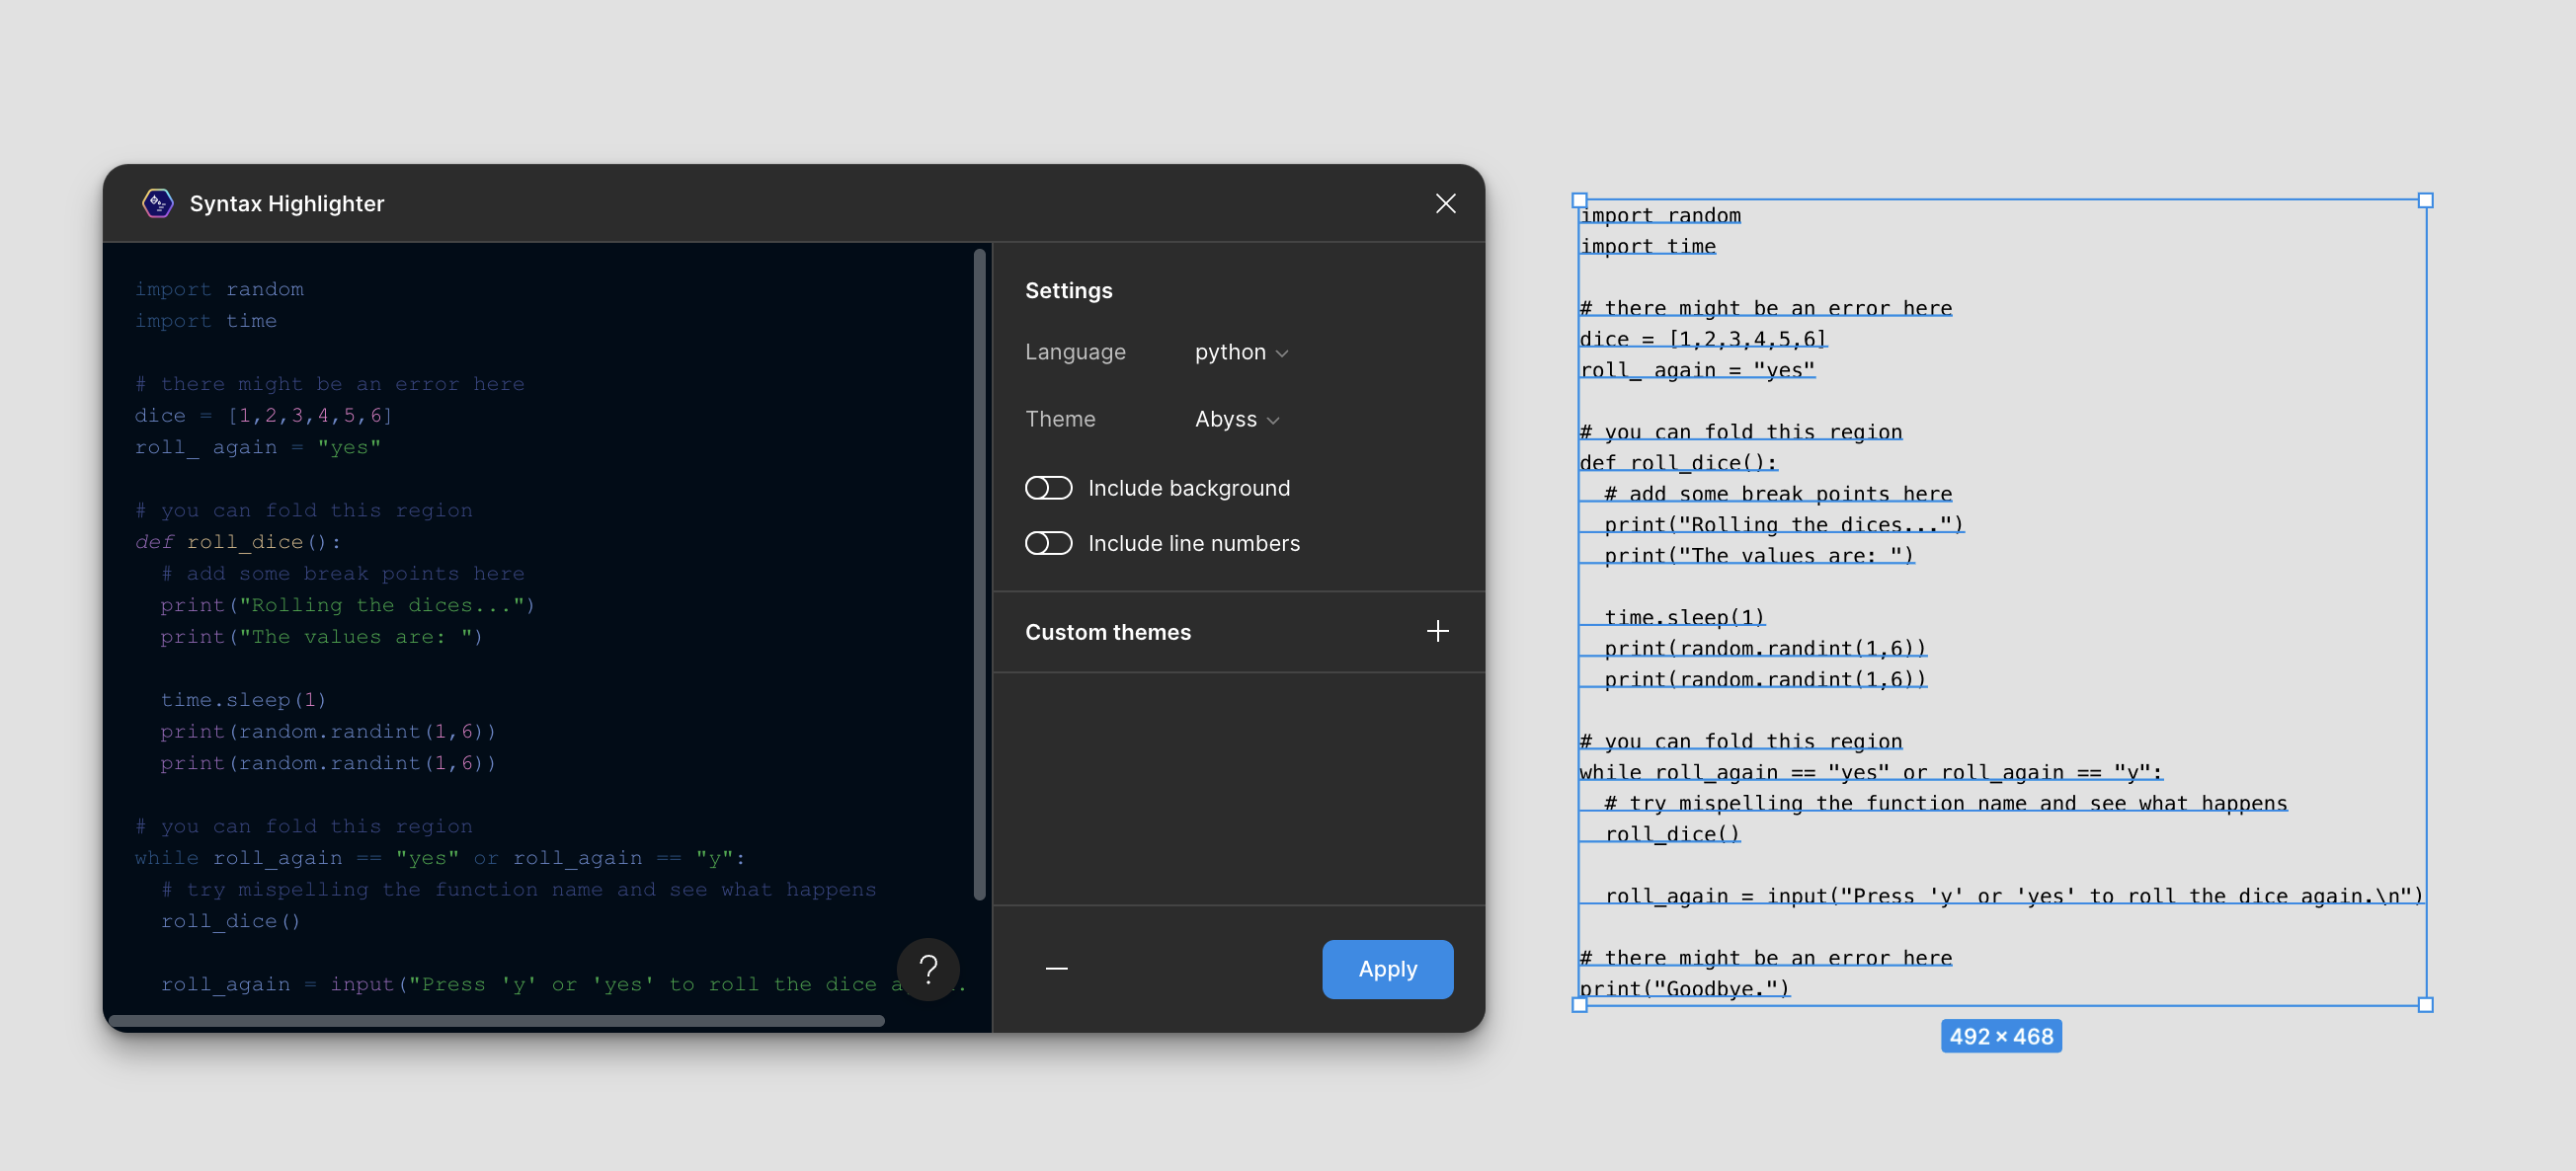 Syntax Highlighter
import random
import time
# there might be an error here
dice = [1,2,3,4,5,6]
roll_ again = "yes"
# you can fold this region
def roll_dice():
  # add some break points here
  print("Rolling the dices...")
  print("The values are: ")
  time.sleep(1)
  print(random.randint(1,6))
  print(random.randint(1,6))
# you can fold this region
while roll_again == "yes" or roll_again == "y":
  # try mispelling the function name and see what happens
  roll_dice()
  roll_again = input("Press 'y' or 'yes' to roll the dice
?
Settings
Language python
Theme Abyss
Include background
Include line numbers
Custom themes
Apply
import random
import time
# there might be an error here
dice = [1,2,3,4,5,6]
roll_ again = "yes"
# you can fold this region
def roll_dice():
  # add some break points here
  print("Rolling the dices...")
  print("The values are: ")
  time.sleep(1)
  print(random.randint(1,6))
  print(random.randint(1,6))
# you can fold this region
while roll_again == "yes" or roll_again == "y":
  # try mispelling the function name and see what happens
  roll_dice()
  roll_again = input("Press 'y' or 'yes' to roll the dice again.\n")
# there might be an error here
print("Goodbye.")
492 × 468